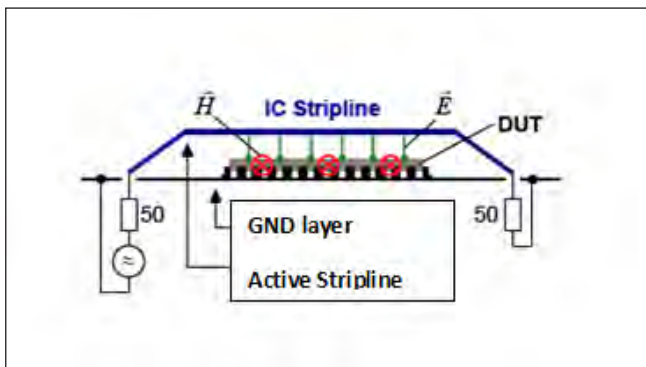 H⃗ IC Stripline E⃗
DUT
50 50
GND layer
≈
Active Stripline